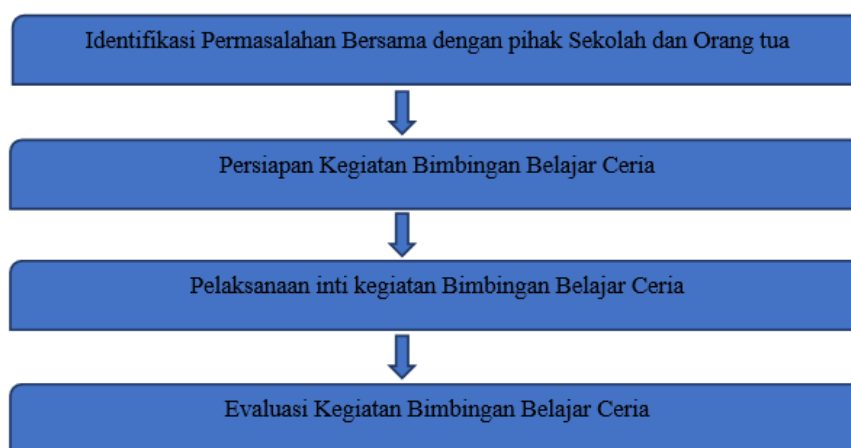 Identifikasi Permasalahan Bersama dengan pihak Sekolah dan Orang tua
Persiapan Kegiatan Bimbingan Belajar Ceria
Pelaksanaan inti kegiatan Bimbingan Belajar Ceria
Evaluasi Kegiatan Bimbingan Belajar Ceria